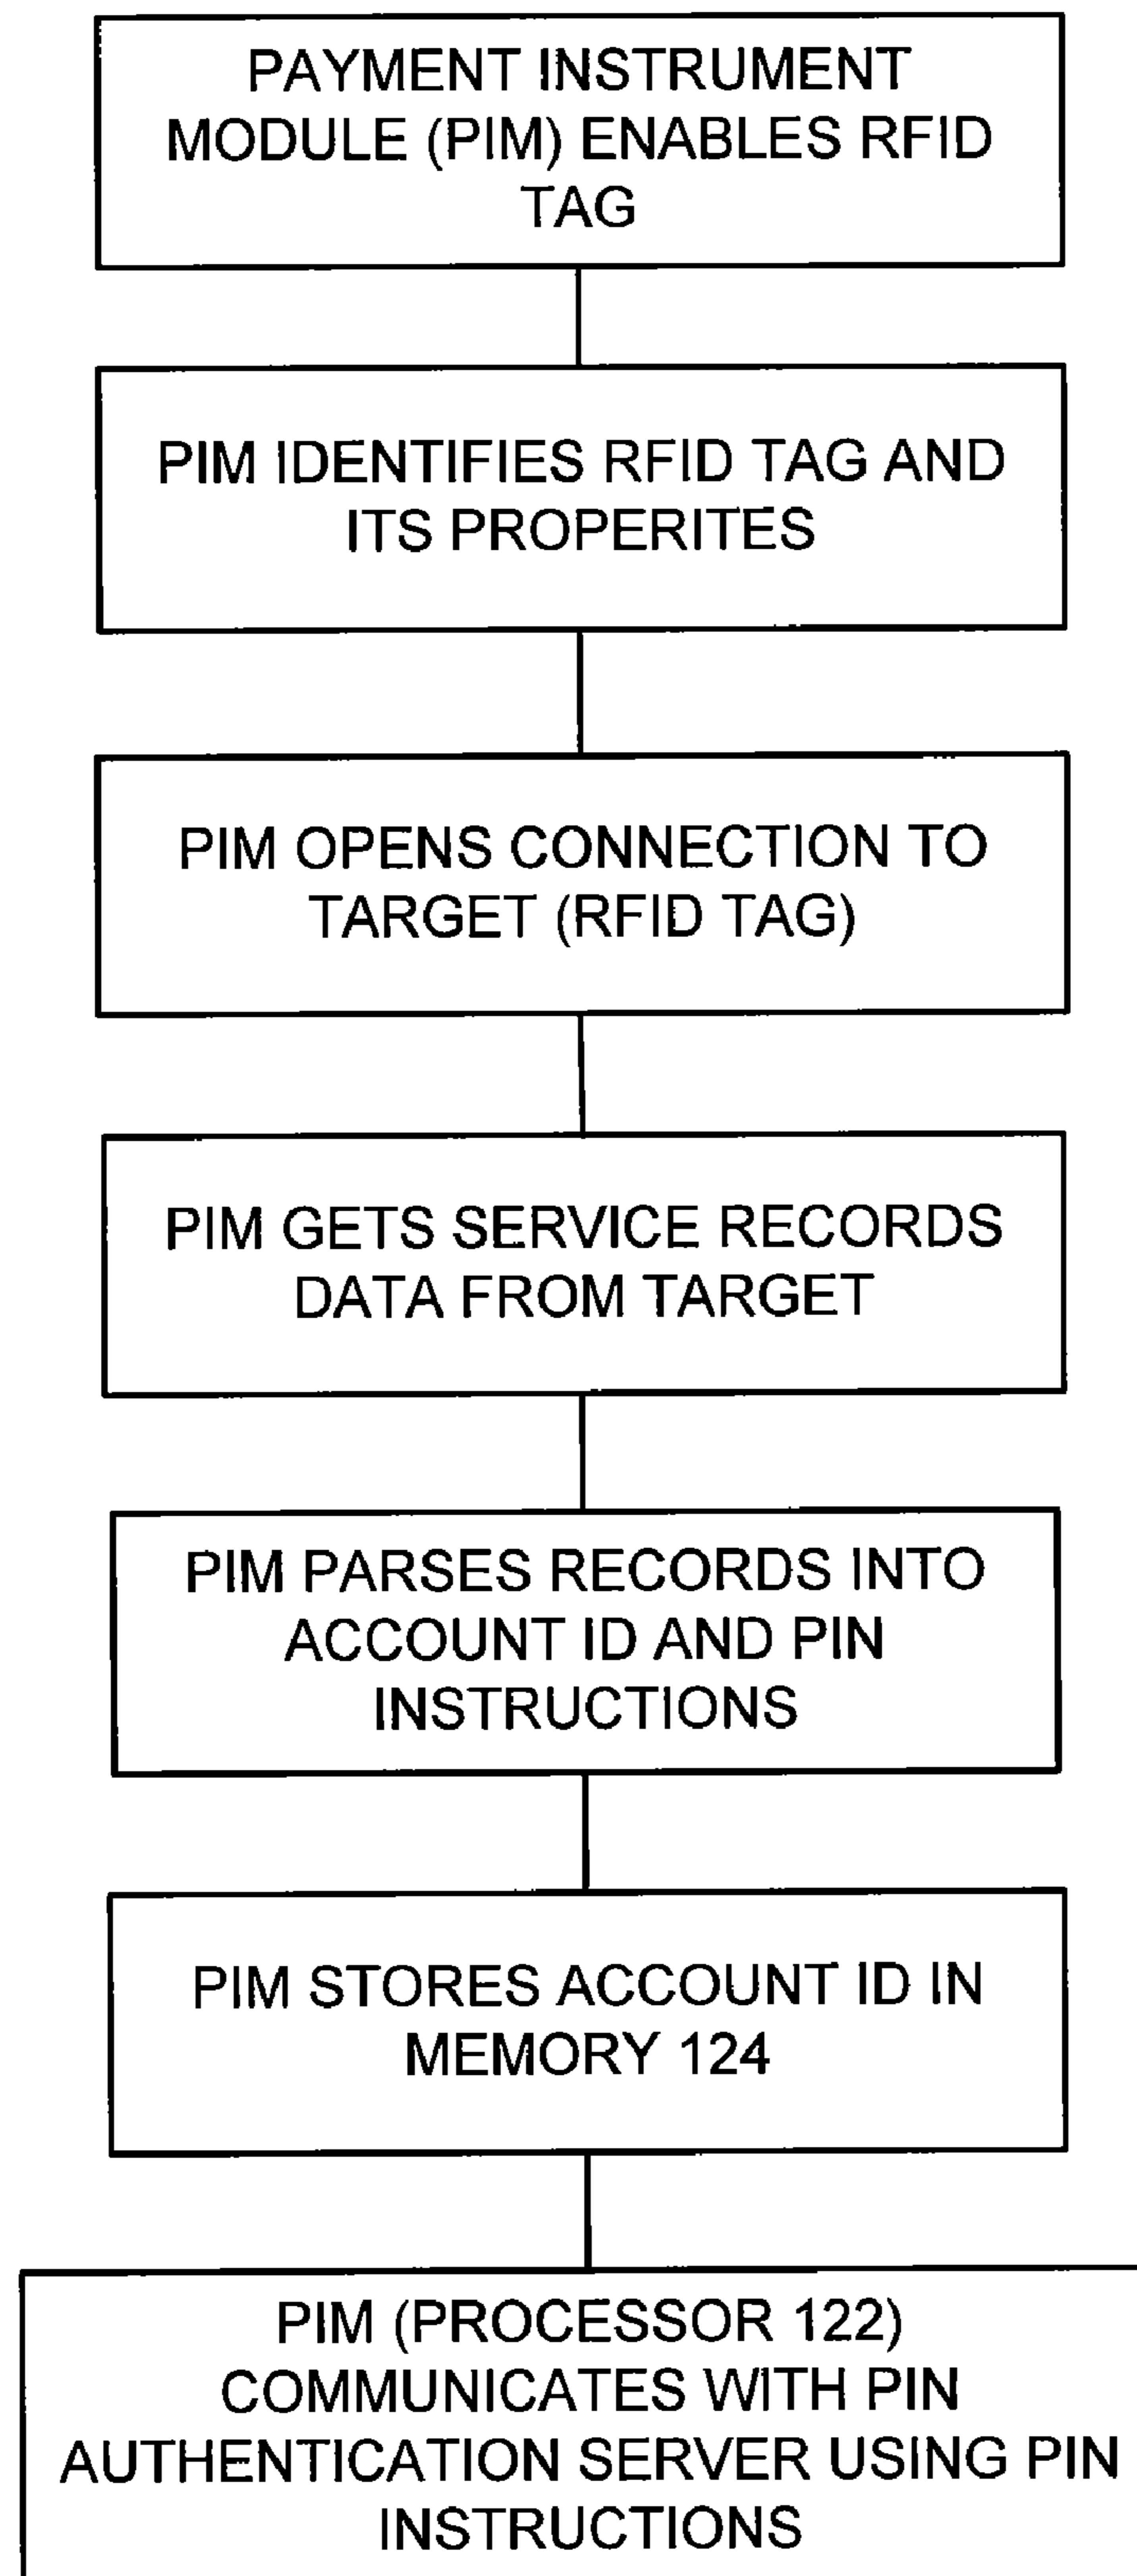 PAYMENT INSTRUMENT
MODULE (PIM) ENABLES RFID
TAG
PIM IDENTIFIES RFID TAG AND
ITS PROPERITES
PIM OPENS CONNECTION TO
TARGET (RFID TAG)
PIM GETS SERVICE RECORDS
DATA FROM TARGET
PIM PARSES RECORDS INTO
ACCOUNT ID AND PIN
INSTRUCTIONS
PIM STORES ACCOUNT ID IN
MEMORY 124
PIM (PROCESSOR 122)
COMMUNICATES WITH PIN
AUTHENTICATION SERVER USING PIN
INSTRUCTIONS